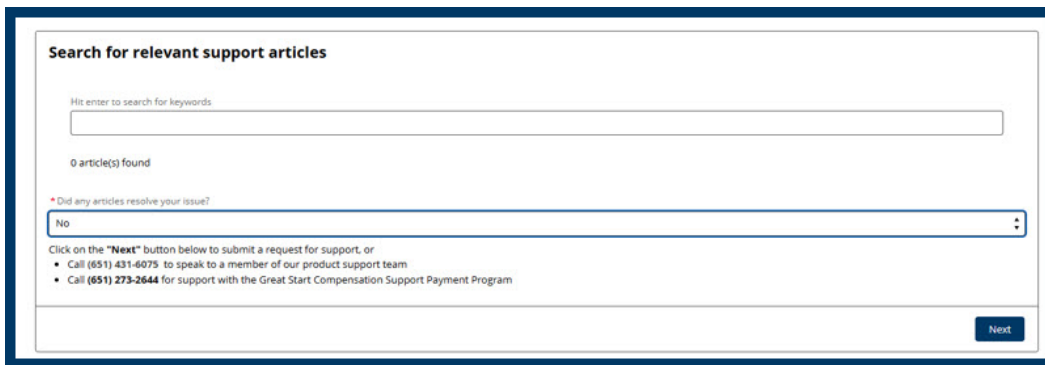 Search for relevant support articles
Hit enter to search for keywords
0 article(s) found
*Did any articles resolve your issue?
No
Click on the "Next" button below to submit a request for support, or
• Call (651) 431-6075 to speak to a member of our product support team
• Call (651) 273-2644 for support with the Great Start Compensation Support Payment Program
Next